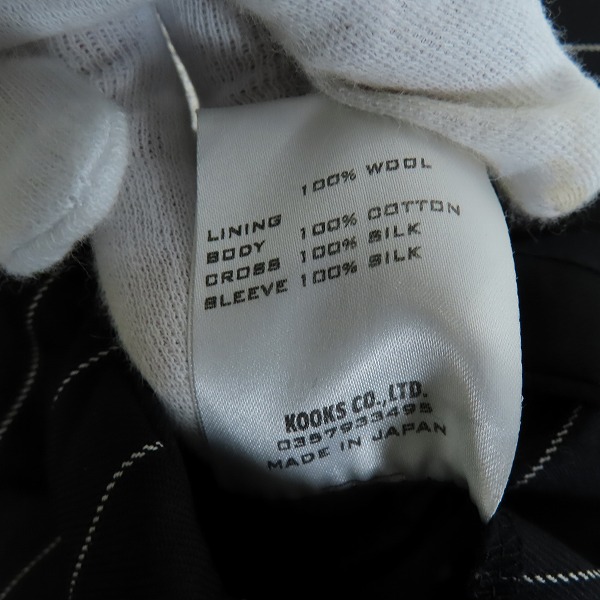 100% WOOL
LINING
BODY 100% COTTON
CROSS 100% SILK
SLEEVE 100% SILK
KOOKS CO.,LTD.
0357933495
MADE IN JAPAN